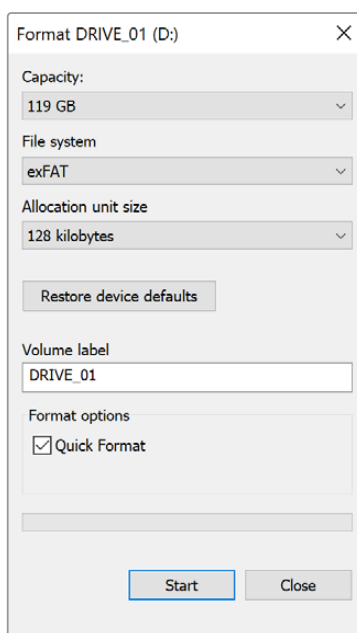 Format DRIVE_01 (D:)
Capacity:
119 GB
File system
exFAT
Allocation unit size
128 kilobytes
Restore device defaults
Volume label
DRIVE_01
Format options
Quick Format
Start
Close